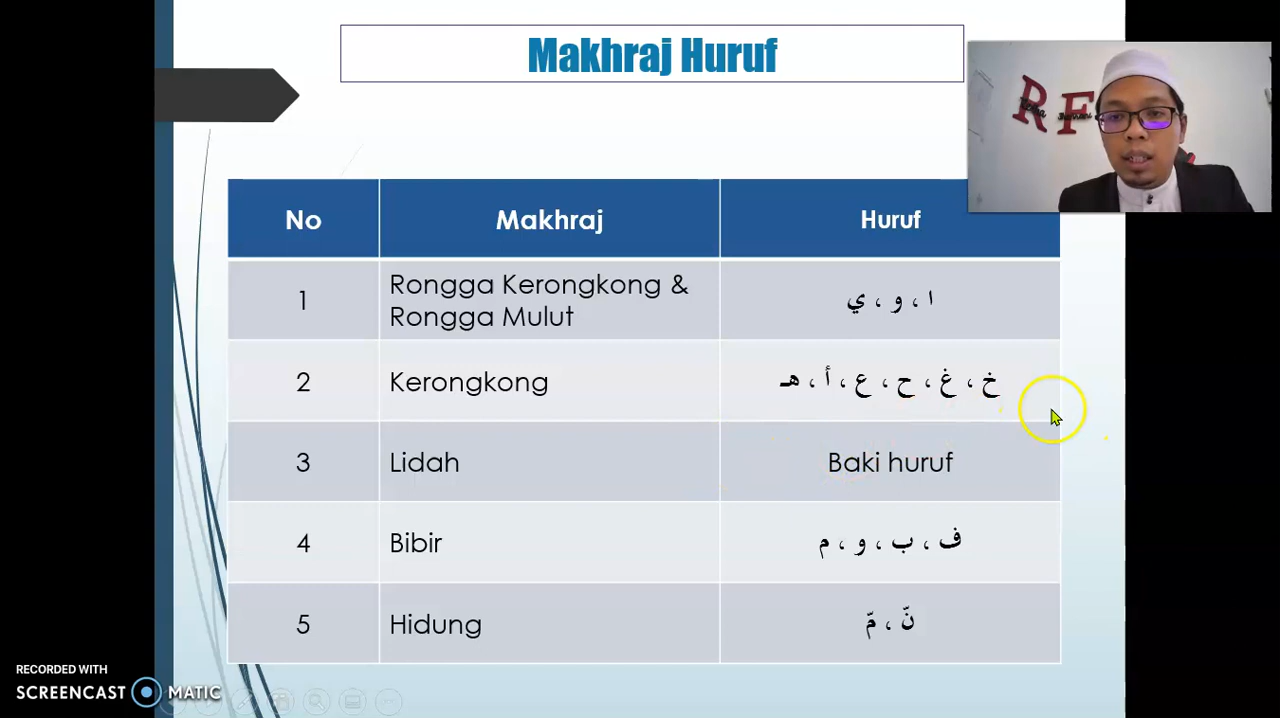 Makhraj Huruf
R F
No Makhraj Huruf
1 Rongga Kerongkong & Rongga Mulut ا ، و ، ي
2 Kerongkong خ ، غ ، ح ، ع ، أ ، هـ
3 Lidah Baki huruf
4 Bibir ف ، ب ، و ، م
5 Hidung نّ ، مّ
RECORDED WITH
SCREENCAST MATIC